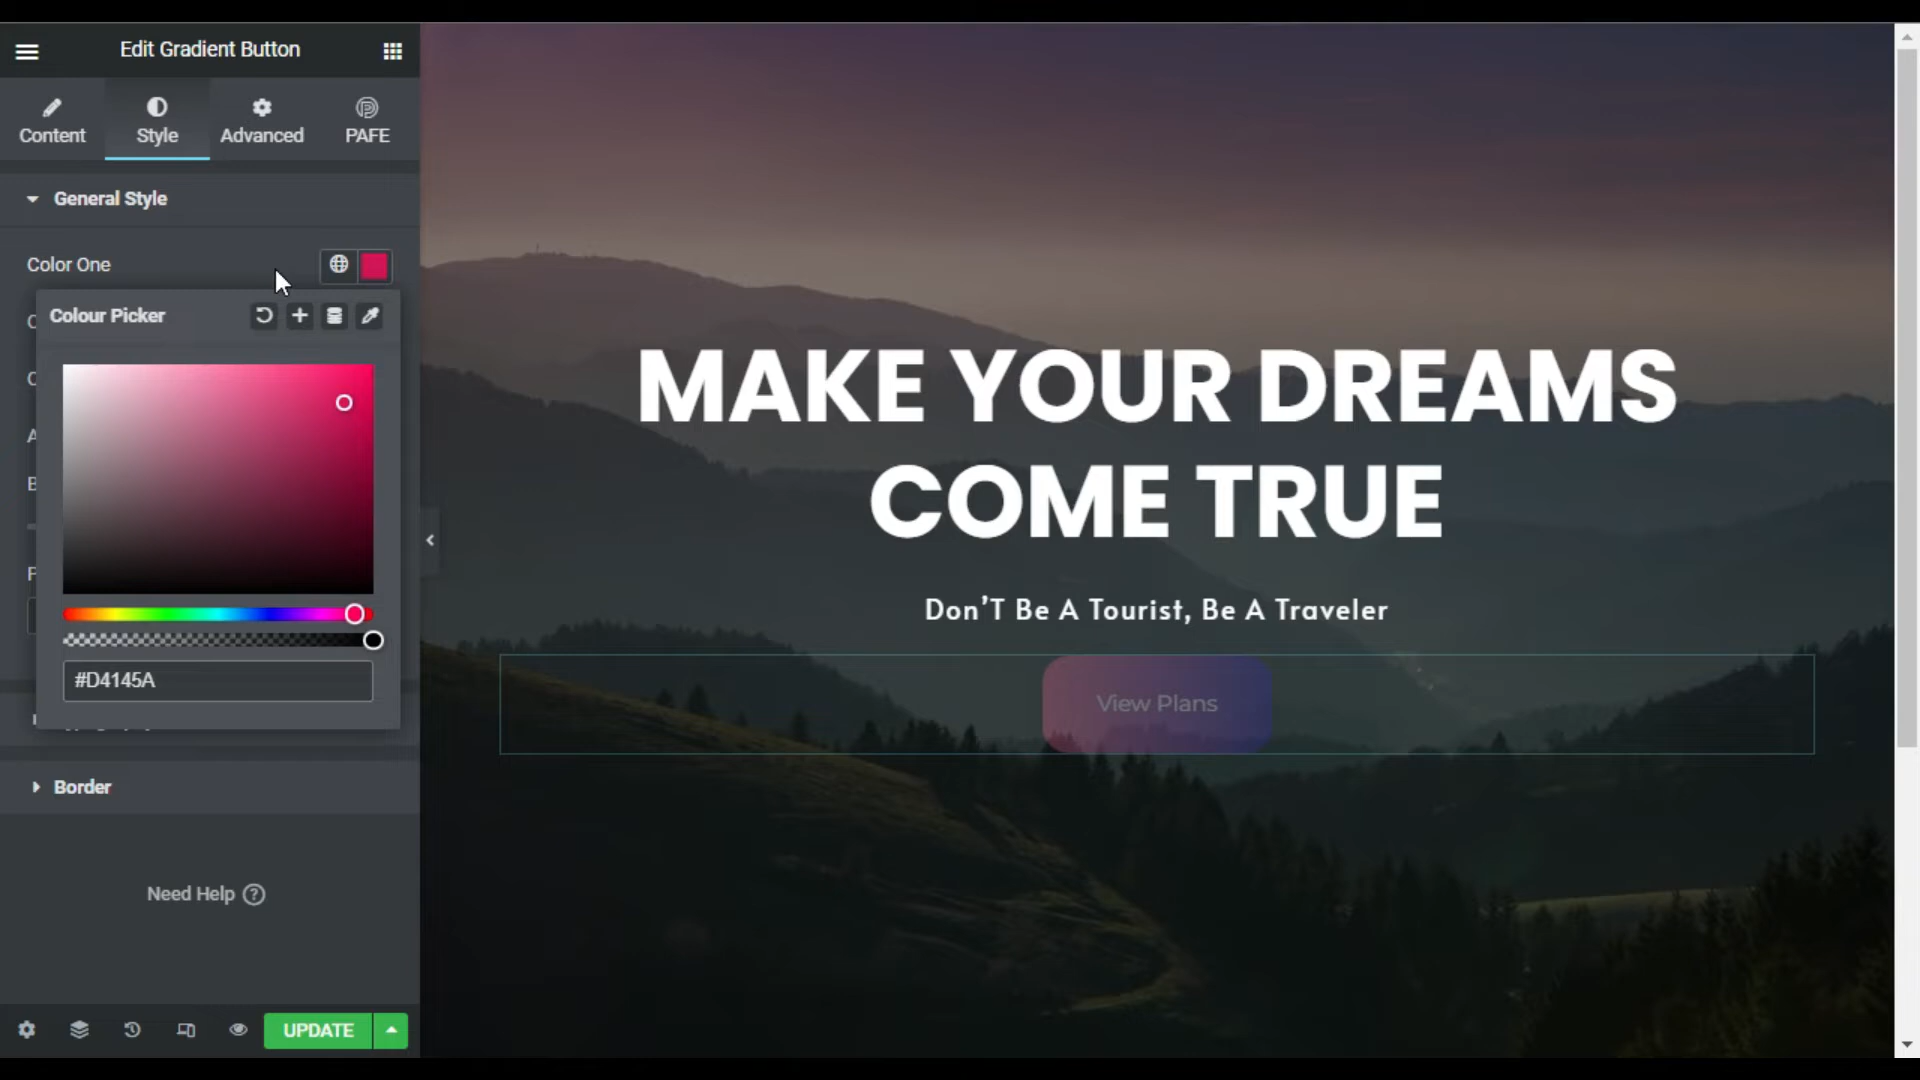 Edit Gradient Button
Content
Style
Advanced
PAFE
General Style
Color One
Colour Picker
#D4145A
Border
Need Help
UPDATE
MAKE YOUR DREAMS
COME TRUE
Don'T Be A Tourist, Be A Traveler
View Plans